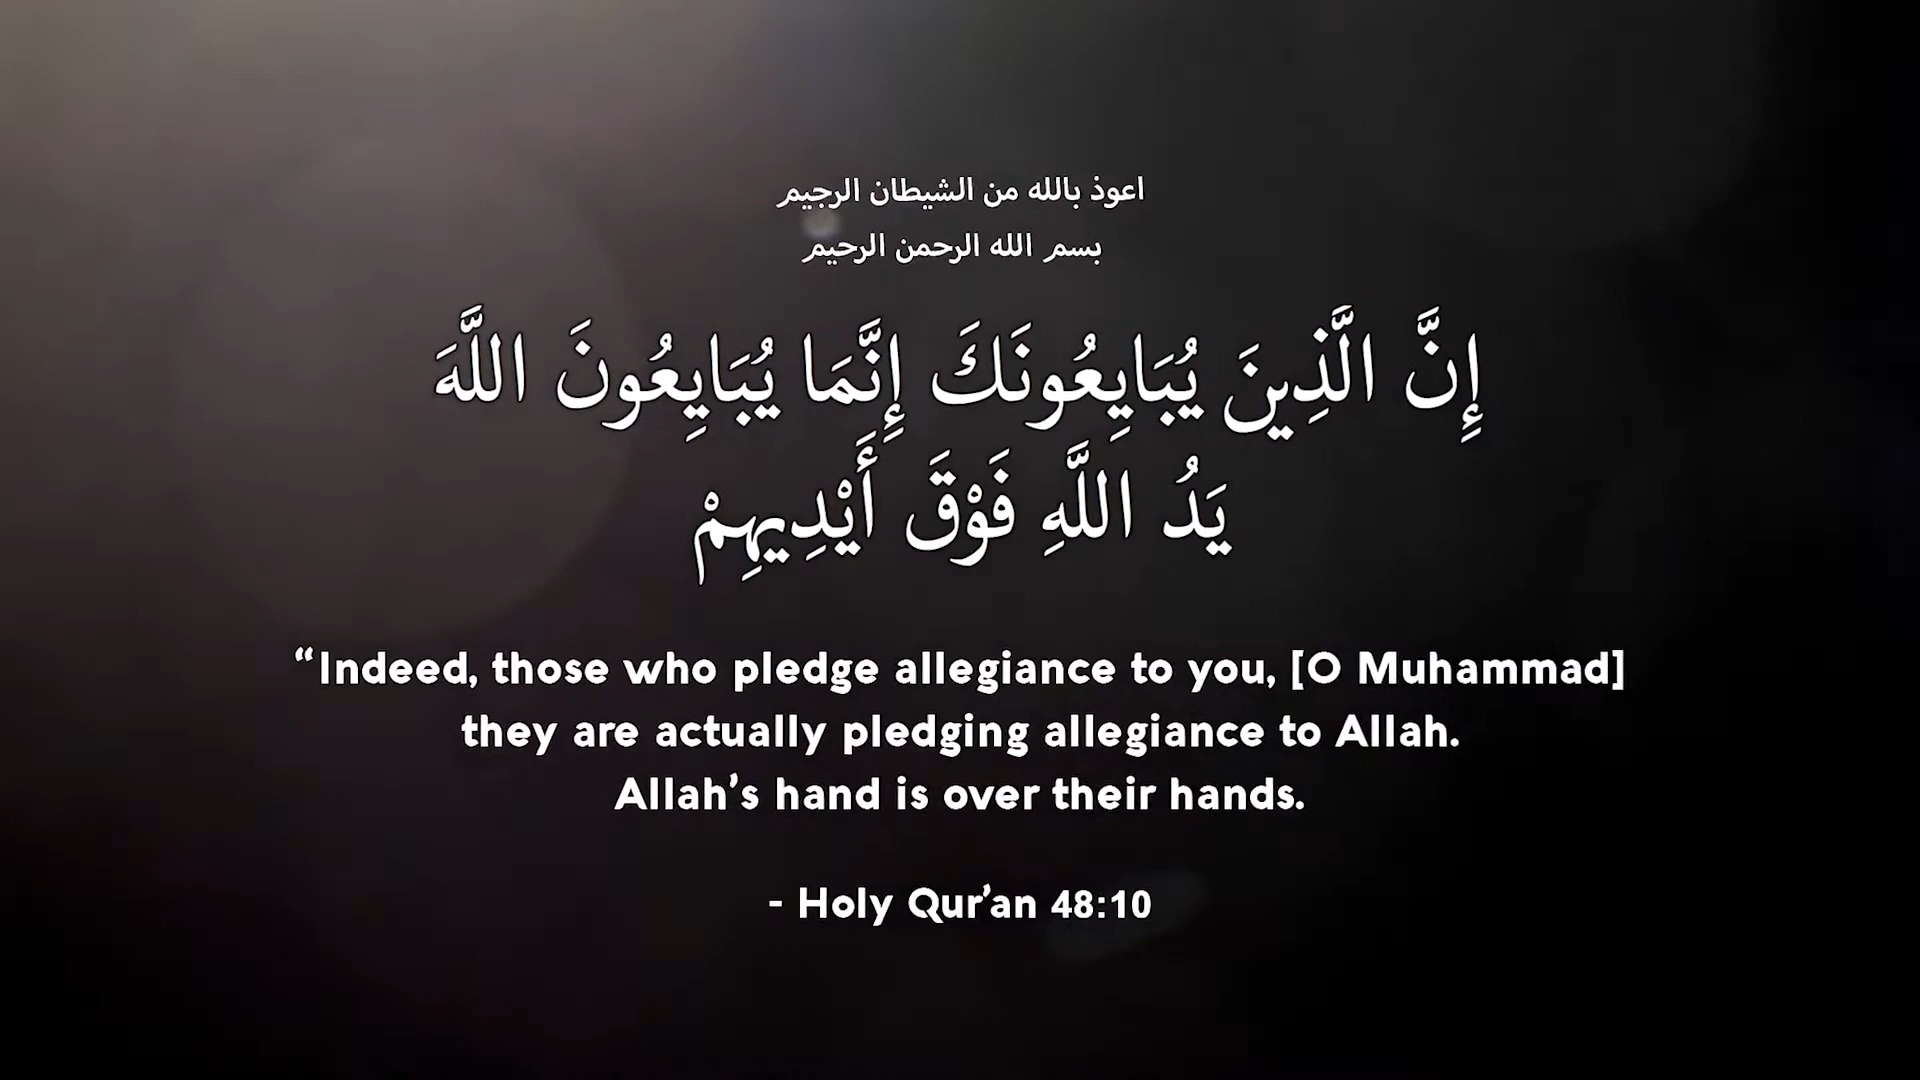 اعوذ بالله من الشيطان الرجيم
بسم الله الرحمن الرحيم
إِنَّ الَّذِينَ يُبَايِعُونَكَ إِنَّمَا يُبَايِعُونَ اللَّهَ
يَدُ اللَّهِ فَوْقَ أَيْدِيهِمْ
“Indeed, those who pledge allegiance to you, [O Muhammad]
they are actually pledging allegiance to Allah.
Allah’s hand is over their hands.
- Holy Qur’an 48:10